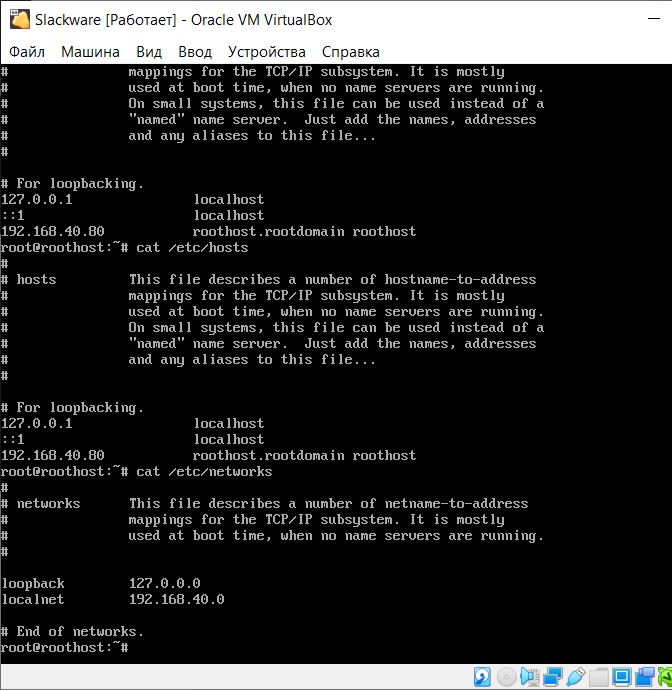 Slackware [Работает] - Oracle VM VirtualBox
Файл Машина Вид Ввод Устройства Справка
# mappings for the TCP/IP subsystem. It is mostly
# used at boot time, when no name servers are running.
# On small systems, this file can be used instead of a
# "named" name server. Just add the names, addresses
# and any aliases to this file...
#
# For loopbacking.
127.0.0.1 localhost
::1 localhost
192.168.40.80 roothost.rootdomain roothost
root@roothost:~# cat /etc/hosts
#
# hosts This file describes a number of hostname-to-address
# mappings for the TCP/IP subsystem. It is mostly
# used at boot time, when no name servers are running.
# On small systems, this file can be used instead of a
# "named" name server. Just add the names, addresses
# and any aliases to this file...
#
# For loopbacking.
127.0.0.1 localhost
::1 localhost
192.168.40.80 roothost.rootdomain roothost
root@roothost:~# cat /etc/networks
#
# networks This file describes a number of netname-to-address
# mappings for the TCP/IP subsystem. It is mostly
# used at boot time, when no name servers are running.
#
loopback 127.0.0.0
localnet 192.168.40.0
# End of networks.
root@roothost:~#